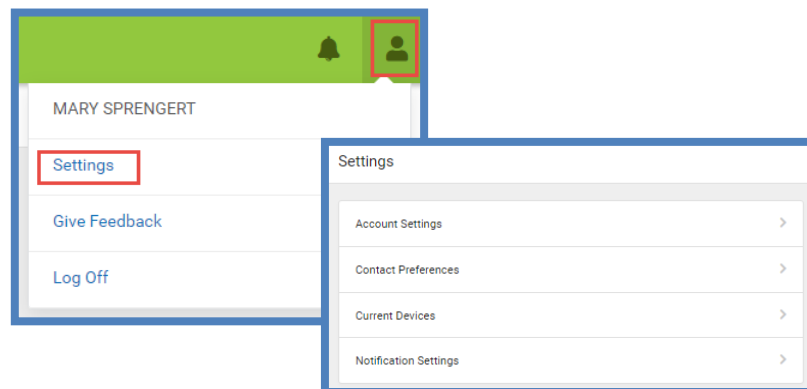 MARY SPRENGERT
Settings
Give Feedback
Log Off
Settings
Account Settings
Contact Preferences
Current Devices
Notification Settings